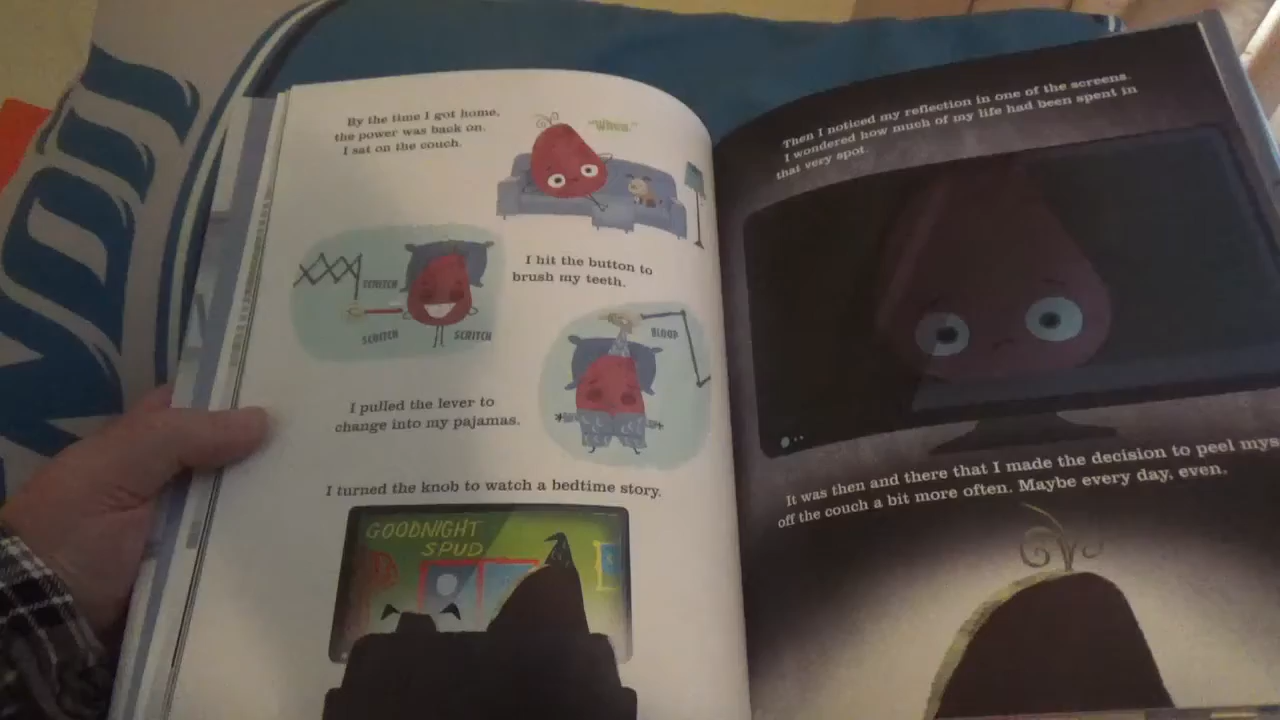 By the time I got home,
the power was back on.
I sat on the couch.
"Whoa."
I hit the button to
brush my teeth.
SCRITCH
SCRITCH
BLOOP
I pulled the lever to
change into my pajamas.
I turned the knob to watch a bedtime story.
GOODNIGHT
SPUD
Then I noticed my reflection in one of the screens.
I wondered how much of my life had been spent in
that very spot.
It was then and there that I made the decision to peel mys
off the couch a bit more often. Maybe every day, even.